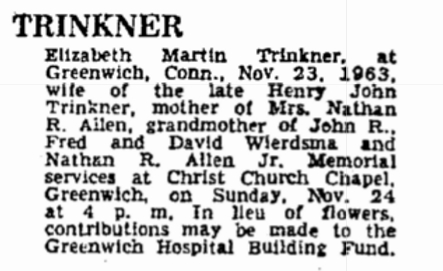 TRINKNER
Elizabeth Martin Trinkner, at
Greenwich, Conn., Nov. 23, 1963,
wife of the late Henry John
Trinkner, mother of Mrs. Nathan
R. Allen, grandmother of John R.,
Fred and David Wierdsma and
Nathan R. Allen Jr. Memorial
services at Christ Church Chapel,
Greenwich, on Sunday, Nov. 24
at 4 p. m. In lieu of flowers,
contributions may be made to the
Greenwich Hospital Building Fund.